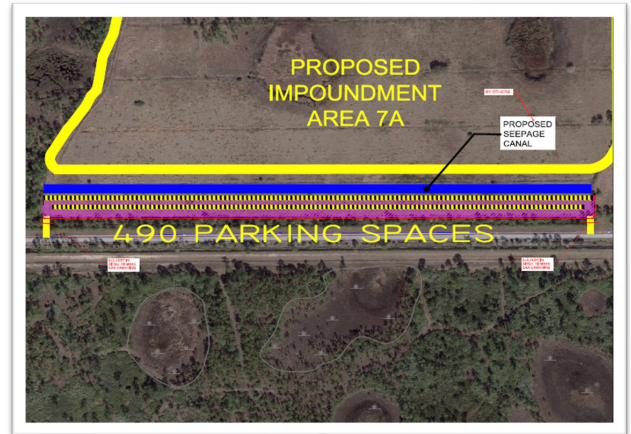 PROPOSED
IMPOUNDMENT
AREA 7A
PROPOSED
SEEPAGE
CANAL
490 PARKING SPACES